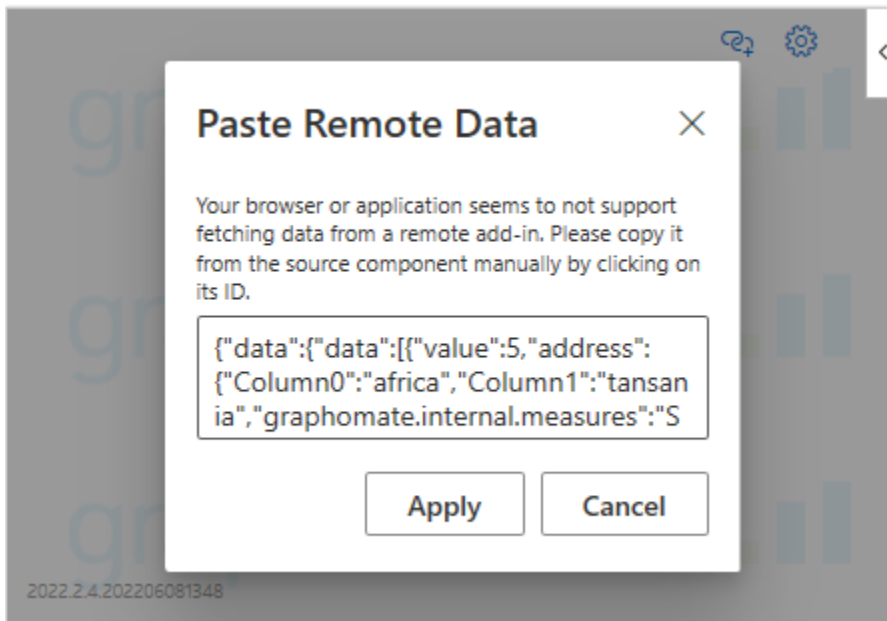 Paste Remote Data
Your browser or application seems to not support
fetching data from a remote add-in. Please copy it
from the source component manually by clicking on
its ID.
{"data":{"data":[{"value":5,"address":
{"Column0":"africa","Column1":"tansan
ia","graphomate.internal.measures":"S
Apply
Cancel
2022.2.4.202206081348